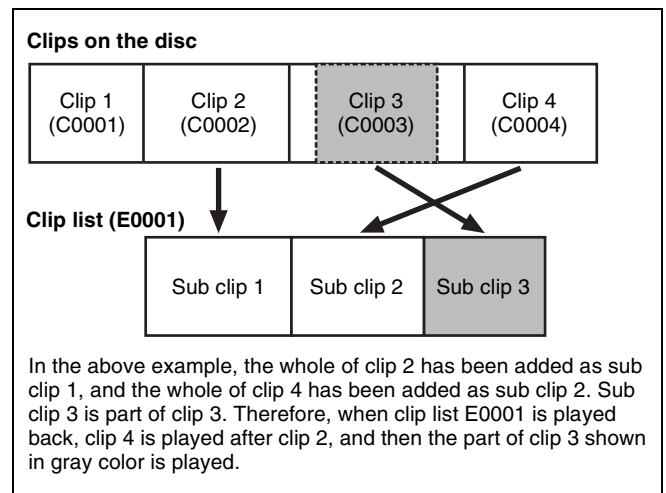 Clips on the disc
Clip 1
(C0001)
Clip 2
(C0002)
Clip 3
(C0003)
Clip 4
(C0004)
Clip list (E0001)
Sub clip 1
Sub clip 2
Sub clip 3
In the above example, the whole of clip 2 has been added as sub
clip 1, and the whole of clip 4 has been added as sub clip 2. Sub
clip 3 is part of clip 3. Therefore, when clip list E0001 is played
back, clip 4 is played after clip 2, and then the part of clip 3 shown
in gray color is played.